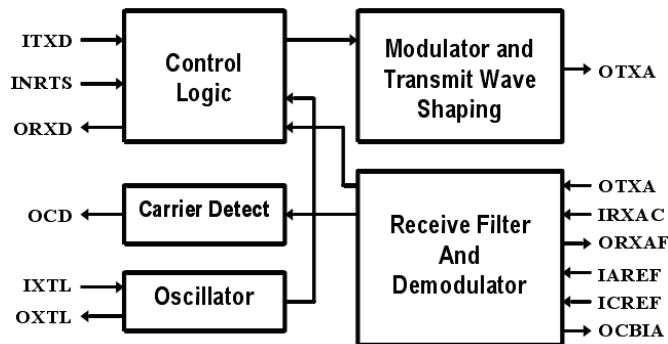 ITXD
INRTS
ORXD
Control
Logic
Modulator and
Transmit Wave
Shaping
OTXA
OCD
Carrier Detect
IXTL
OXTL
Oscillator
Receive Filter
And
Demodulator
OTXA
IRXAC
ORXAF
IAREF
ICREF
OCBIA